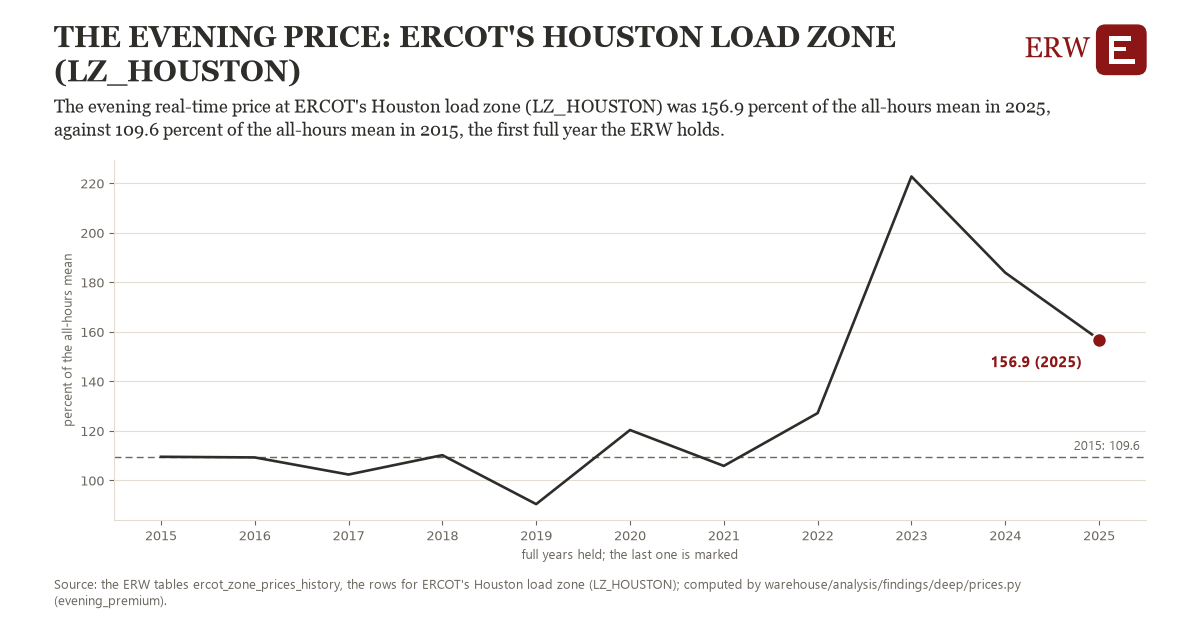 THE EVENING PRICE: ERCOT'S HOUSTON LOAD ZONE
(LZ_HOUSTON)
ERW E
The evening real-time price at ERCOT's Houston load zone (LZ_HOUSTON) was 156.9 percent of the all-hours mean in 2025,
against 109.6 percent of the all-hours mean in 2015, the first full year the ERW holds.
percent of the all-hours mean
220
200
180
160
140
120
100
156.9 (2025)
2015: 109.6
2015 2016 2017 2018 2019 2020 2021 2022 2023 2024 2025
full years held; the last one is marked
Source: the ERW tables ercot_zone_prices_history, the rows for ERCOT's Houston load zone (LZ_HOUSTON); computed by warehouse/analysis/findings/deep/prices.py
(evening_premium).